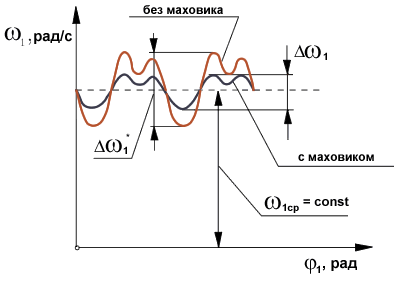 без маховика
ω₁,рад/с
Δω₁
Δω₁*
с маховиком
ω₁ср = const
φ₁, рад